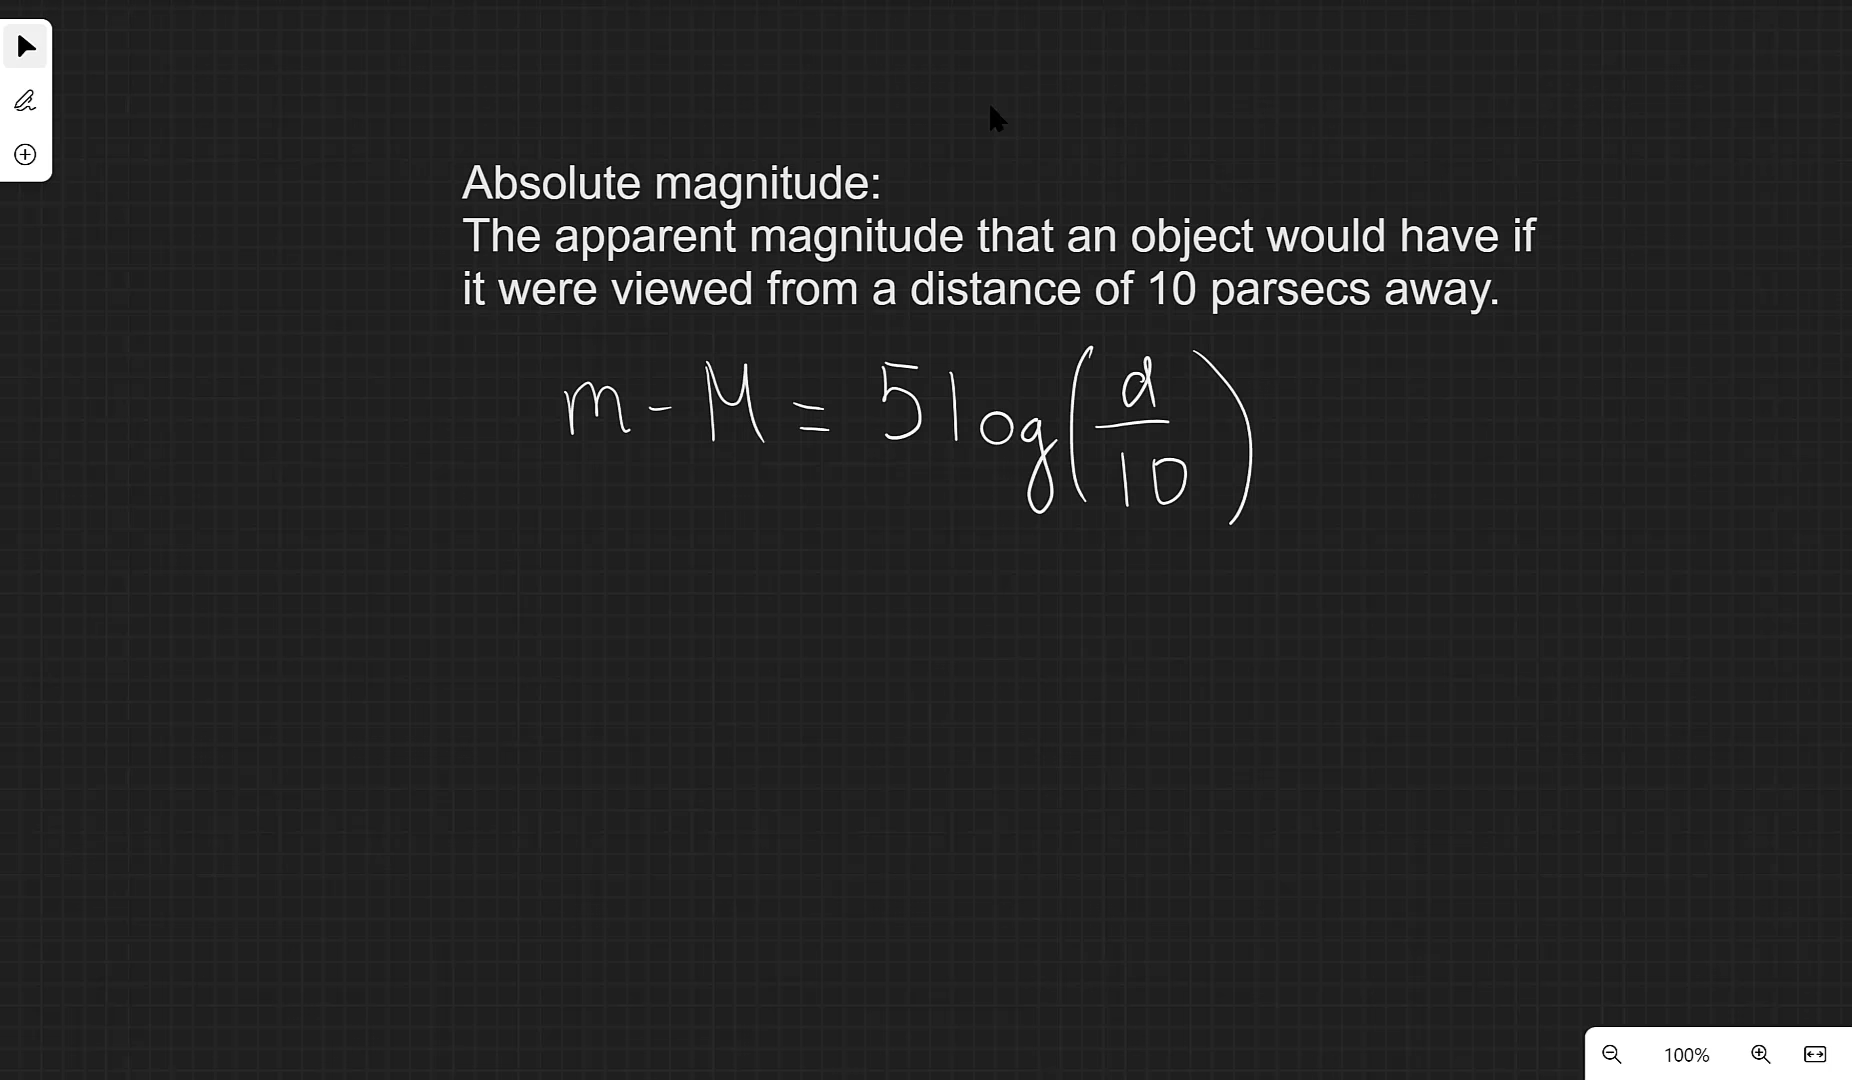 Absolute magnitude:
The apparent magnitude that an object would have if
it were viewed from a distance of 10 parsecs away.
m - M = 5 log(d/10)
100%